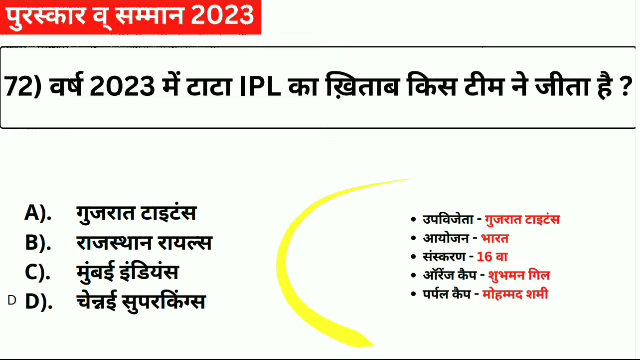 पुरस्कार व् सम्मान 2023
72) वर्ष 2023 में टाटा IPL का ख़िताब किस टीम ने जीता है ?
A). गुजरात टाइटंस
B). राजस्थान रायल्स
C). मुंबई इंडियंस
D D). चेन्नई सुपरकिंग्स
• उपविजेता - गुजरात टाइटंस
• आयोजन - भारत
• संस्करण - 16 वा
• ऑरेंज कैप - शुभमन गिल
• पर्पल कैप - मोहम्मद शमी